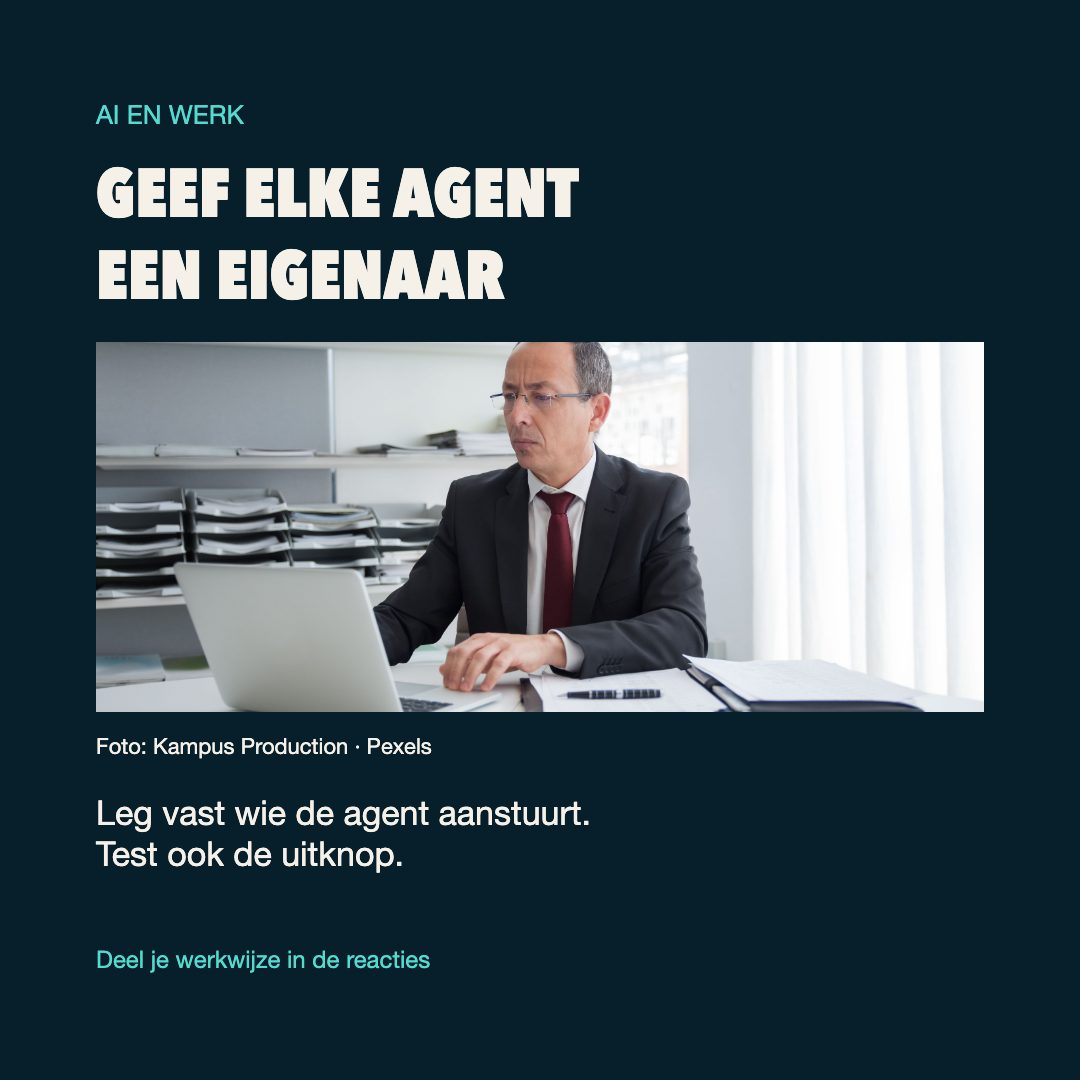 AI EN WERK
GEEF ELKE AGENT
EEN EIGENAAR
Foto: Kampus Production · Pexels
Leg vast wie de agent aanstuurt.
Test ook de uitknop.
Deel je werkwijze in de reacties